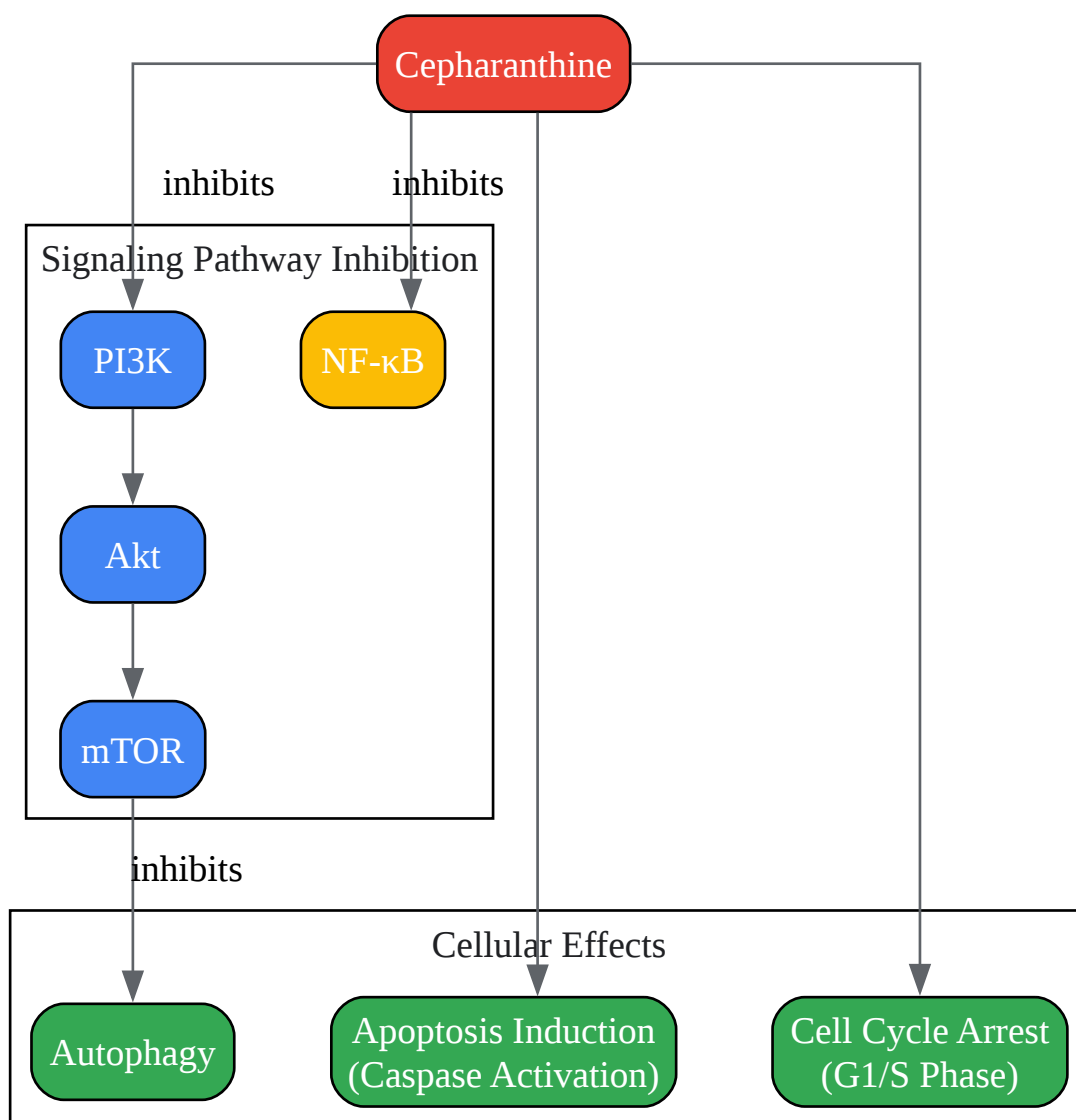 Cepharanthine
inhibits
inhibits
Signaling Pathway Inhibition
PI3K
NF-κB
Akt
mTOR
inhibits
Cellular Effects
Autophagy
Apoptosis Induction
(Caspase Activation)
Cell Cycle Arrest
(G1/S Phase)